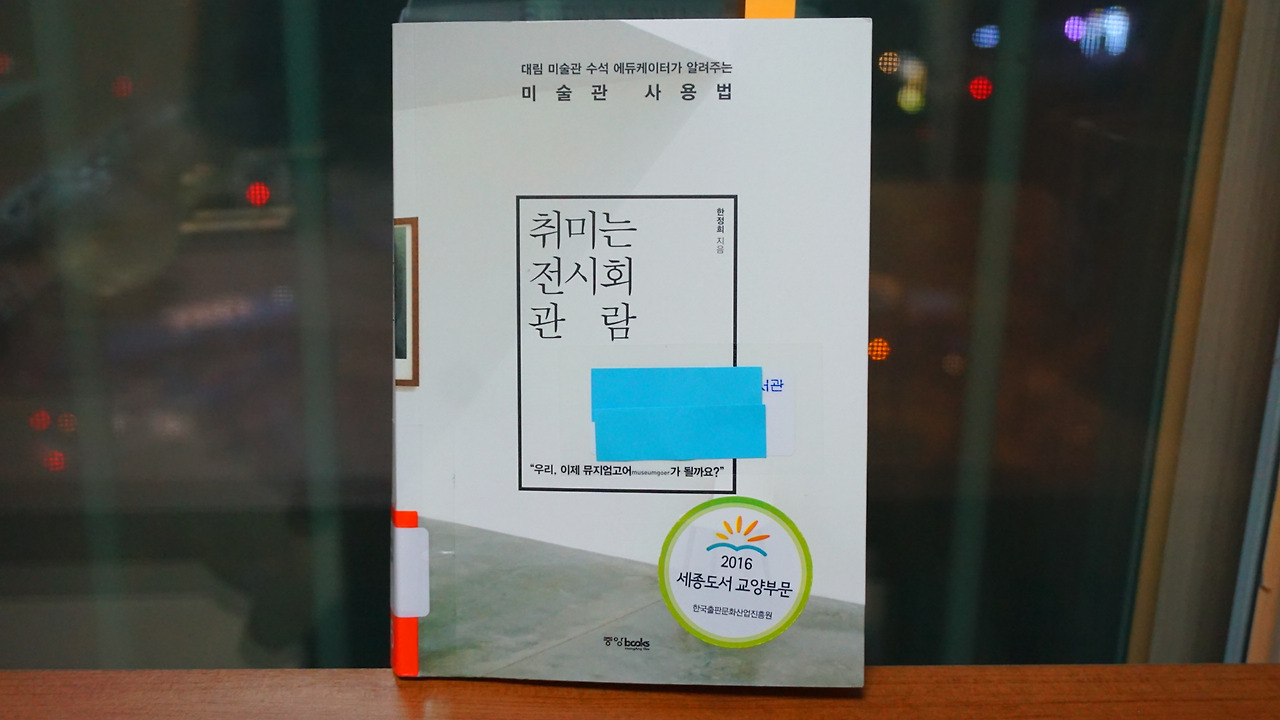 대림 미술관 수석 에듀케이터가 알려주는
미술관 사용법
취미는
전시회
관 람
한정희 지음
서관
“우리, 이제 뮤지엄고어museumgoer가 될까요?”
2016
세종도서 교양부문
한국출판문화산업진흥원
중앙books